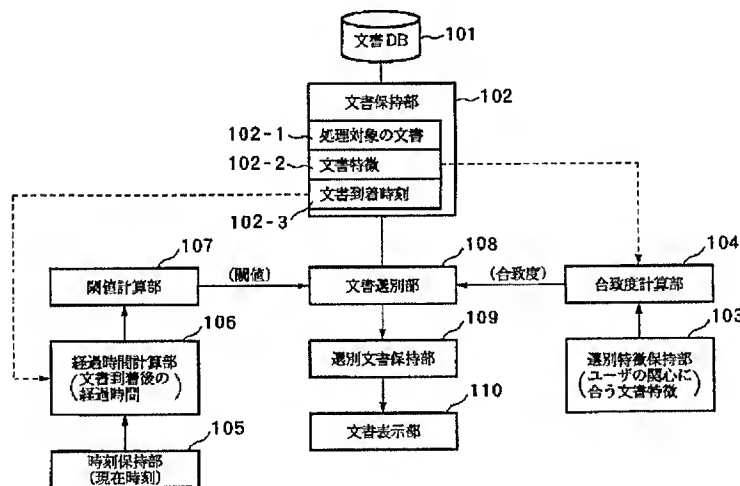 文書DB
101
文書保持部
102
102-1
処理対象の文書
102-2
文書特徴
文書到着時刻
102-3
107
108
104
閾値計算部
(閾値)
文書選別部
(合致度)
合致度計算部
106
109
103
経過時間計算部
(文書到着後の
経過時間)
選別文書保持部
選別特徴保持部
(ユーザの関心に
合う文書特徴)
105
110
時刻保持部
(現在時刻)
文書表示部